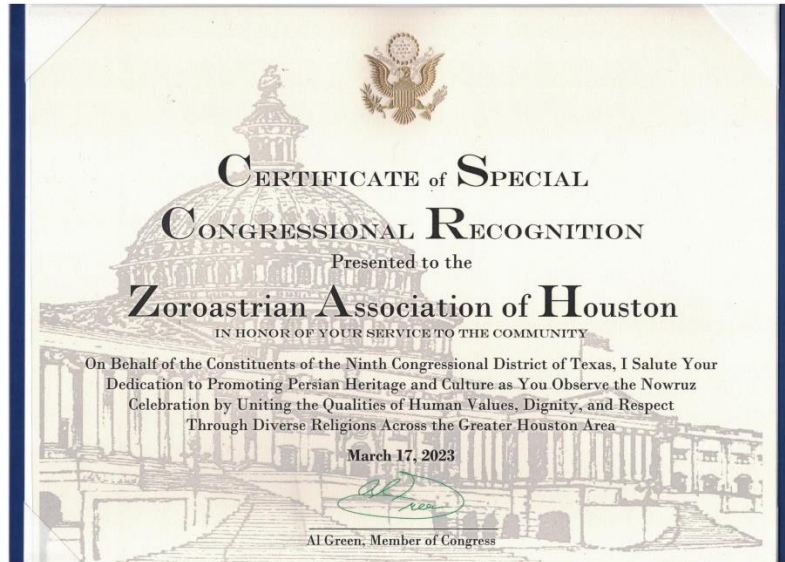 CERTIFICATE of SPECIAL
CONGRESSIONAL RECOGNITION
Presented to the
Zoroastrian Association of Houston
IN HONOR OF YOUR SERVICE TO THE COMMUNITY
On Behalf of the Constituents of the Ninth Congressional District of Texas, I Salute Your
Dedication to Promoting Persian Heritage and Culture as You Observe the Nowruz
Celebration by Uniting the Qualities of Human Values, Dignity, and Respect
Through Diverse Religions Across the Greater Houston Area
March 17, 2023
Al Green
Al Green, Member of Congress